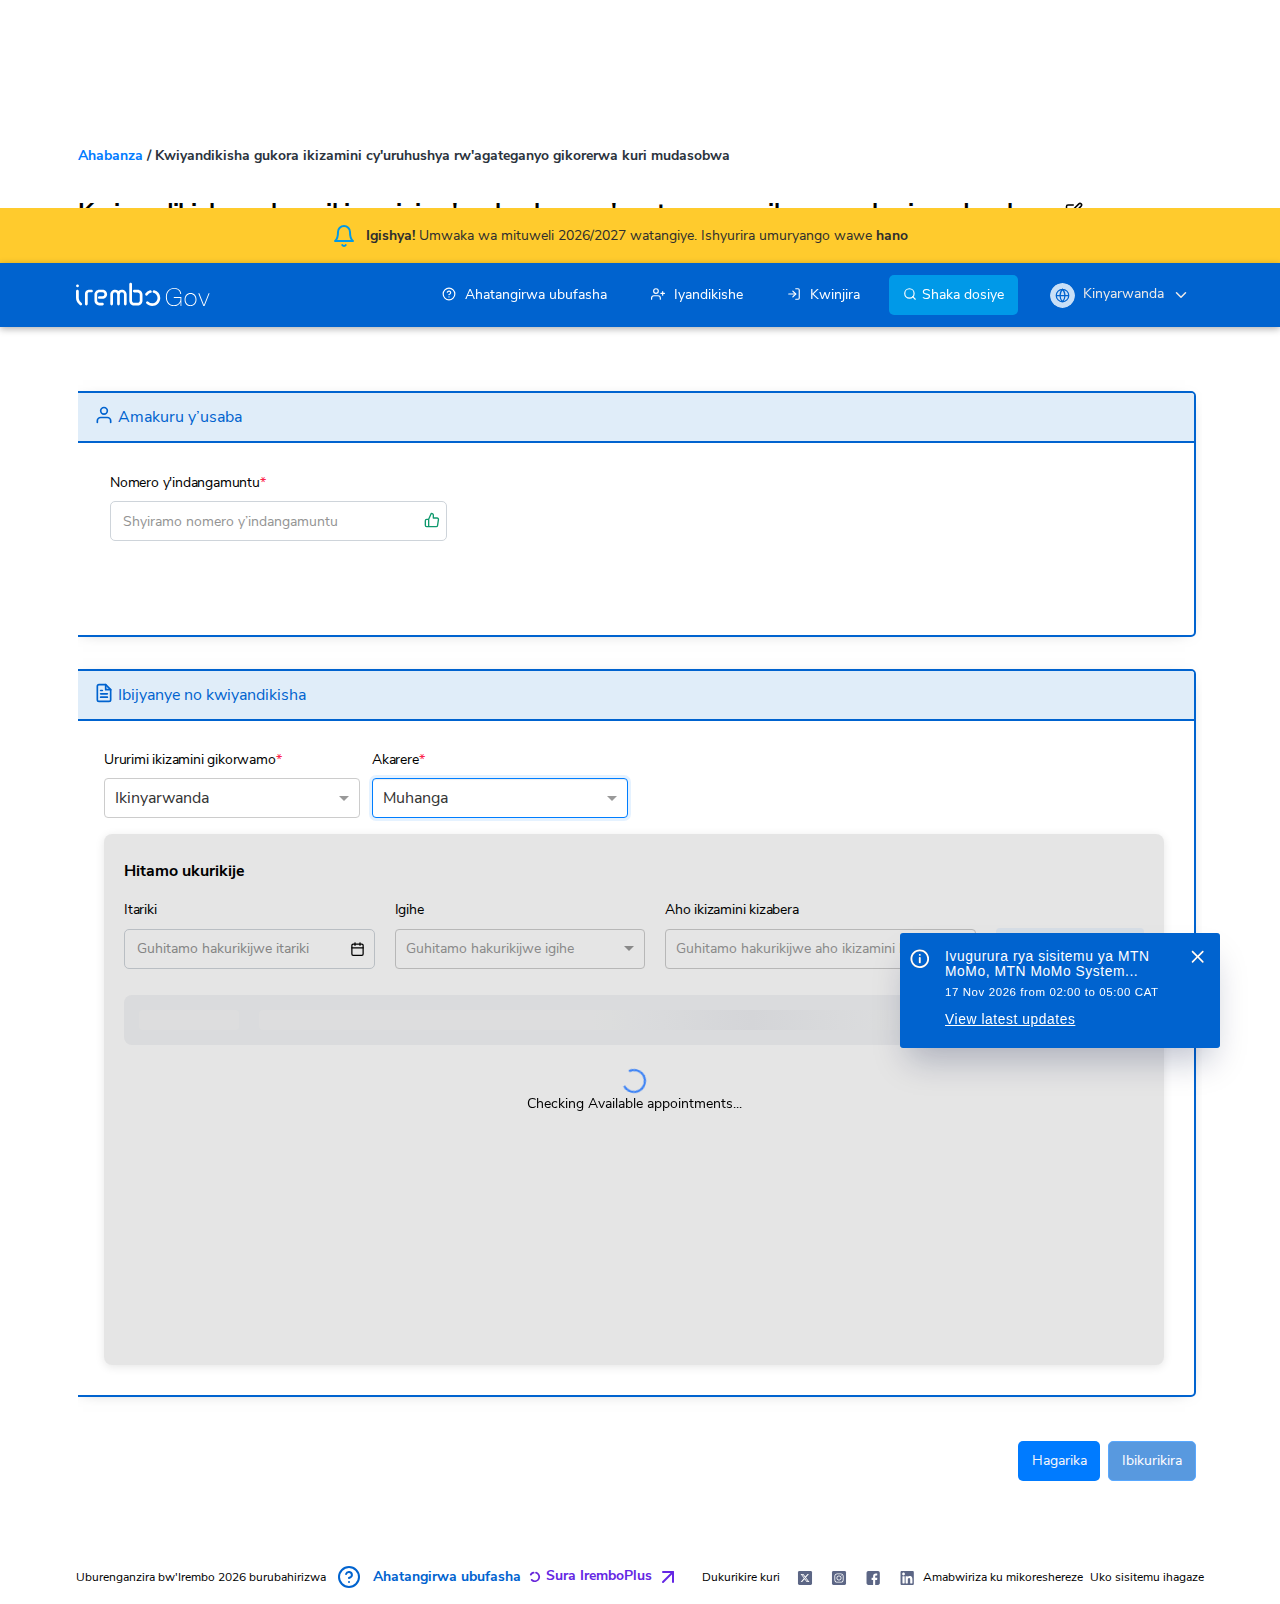 Ahabanza / Kwiyandikisha gukora ikizamini cy'uruhushya rw'agateganyo gikorerwa kuri mudasobwa
Igishya! Umwaka wa mituweli 2026/2027 watangiye. Ishyurira umuryango wawe hano
irembo Gov
Ahatangirwa ubufasha
Iyandikishe
Kwinjira
Shaka dosiye
Kinyarwanda
Amakuru y’usaba
Nomero y'indangamuntu*
Shyiramo nomero y’indangamuntu
Ibijyanye no kwiyandikisha
Ururimi ikizamini gikorwamo*
Akarere*
Ikinyarwanda
Muhanga
Hitamo ukurikije
Itariki
Igihe
Aho ikizamini kizabera
Guhitamo hakurikijwe itariki
Guhitamo hakurikijwe igihe
Guhitamo hakurikijwe aho ikizamini
Ivugurura rya sisitemu ya MTN
MoMo, MTN MoMo System...
17 Nov 2026 from 02:00 to 05:00 CAT
View latest updates
Checking Available appointments...
Hagarika
Ibikurikira
Uburenganzira bw'Irembo 2026 burubahirizwa
Ahatangirwa ubufasha
Sura IremboPlus
Dukurikire kuri
Amabwiriza ku mikoreshereze
Uko sisitemu ihagaze